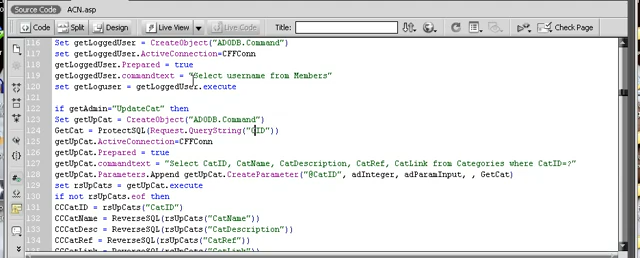 Source Code ACN.asp
Code Split Design Live View Live Code Title: Check Page
116 Set getLoggedUser = CreateObject("ADODB.Command")
117 getLoggedUser.ActiveConnection=CFFConn
118 getLoggedUser.Prepared = true
119 getLoggedUser.commandtext = "Select username from Members"
120 set getLoguser = getLoggedUser.execute
121
122 if getAdmin="UpdateCat" then
123 Set getUpCat = CreateObject("ADODB.Command")
124 GetCat = ProtectSQL(Request.QueryString("CID"))
125 getUpCat.ActiveConnection=CFFConn
126 getUpCat.Prepared = true
127 getUpCat.commandtext = "Select CatID, CatName, CatDescription, CatRef, CatLink from Categories where CatID=?"
128 getUpCat.Parameters.Append getUpCat.CreateParameter("@CatID", adInteger, adParamInput, , GetCat)
129 set rsUpCats = getUpCat.execute
130 if not rsUpCats.eof then
131 CCCatID = rsUpCats("CatID")
132 CCCatName = ReverseSQL(rsUpCats("CatName"))
133 CCCatDesc = ReverseSQL(rsUpCats("CatDescription"))
134 CCCatRef = ReverseSQL(rsUpCats("CatRef"))
135 CCCatLink = ReverseSQL(rsUpCats("CatLink"))